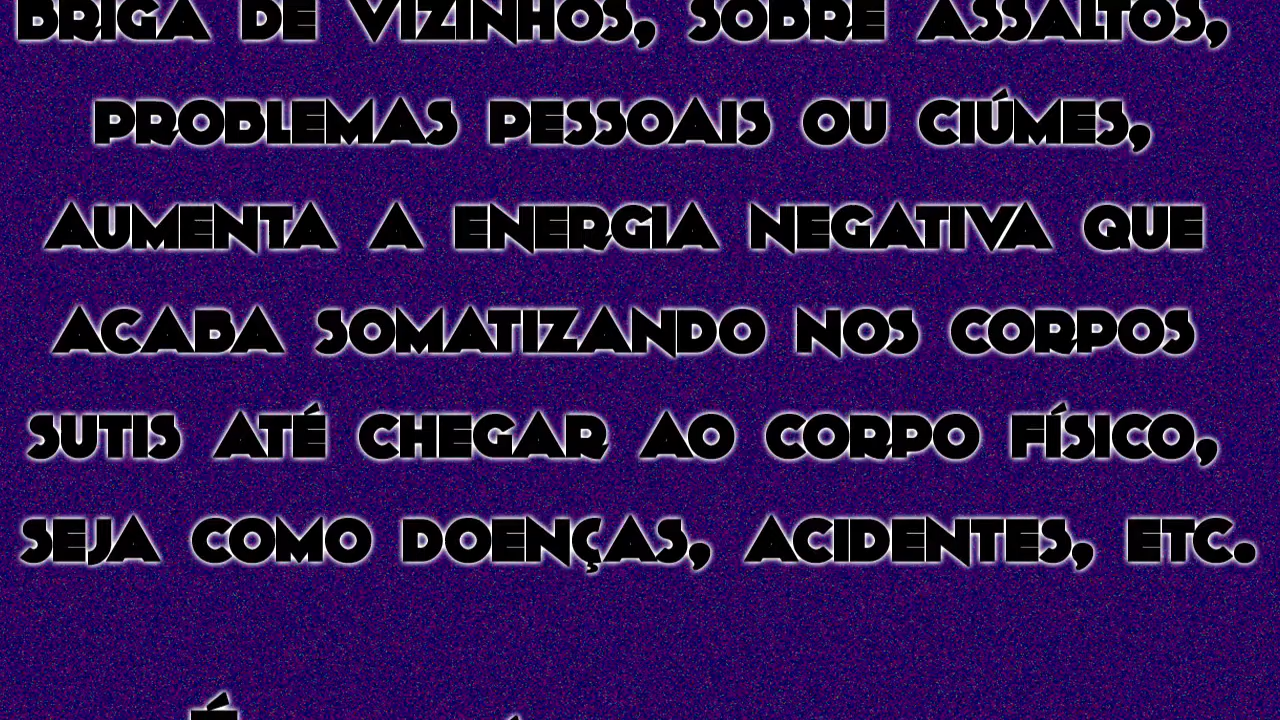 BRIGA DE VIZINHOS, SOBRE ASSALTOS,
PROBLEMAS PESSOAIS OU CIÚMES,
AUMENTA A ENERGIA NEGATIVA QUE
ACABA SOMATIZANDO NOS CORPOS
SUTIS ATÉ CHEGAR AO CORPO FÍSICO,
SEJA COMO DOENÇAS, ACIDENTES, ETC.